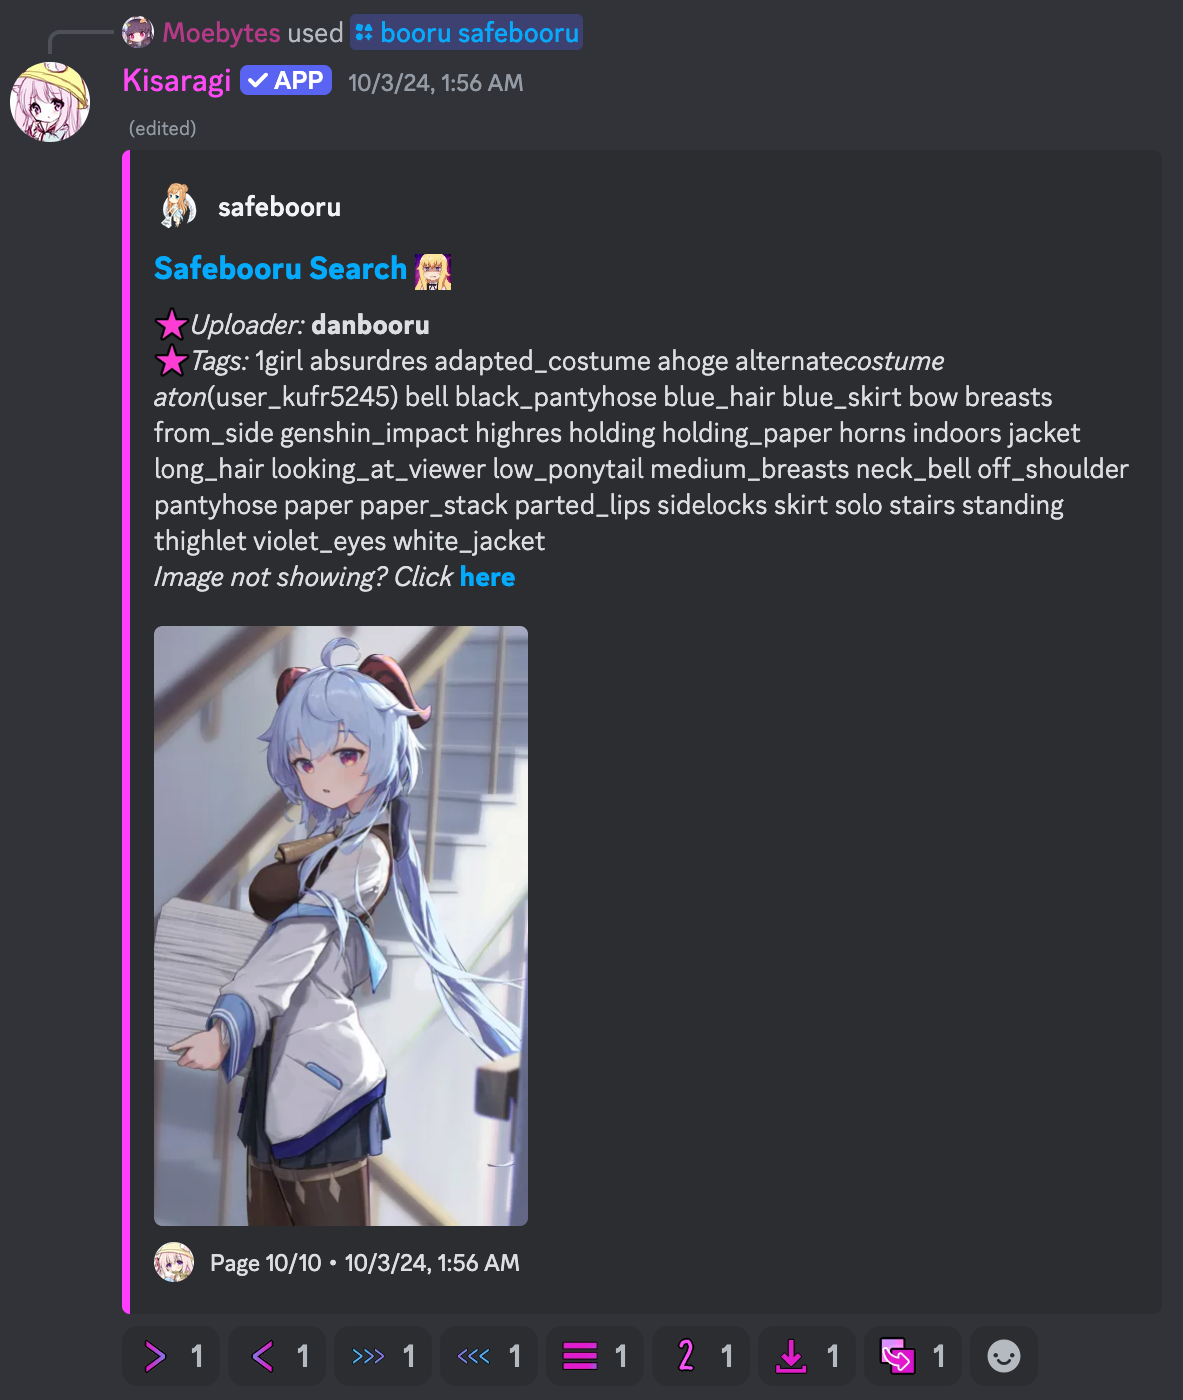 Moebytes used booru safebooru
Kisaragi APP 10/3/24, 1:56 AM
(edited)
safebooru
Safebooru Search
Uploader: danbooru
Tags: 1girl absurdres adapted_costume ahoge alternatecostume
aton(user_kufr5245) bell black_pantyhose blue_hair blue_skirt bow breasts
from_side genshin_impact highres holding holding_paper horns indoors jacket
long_hair looking_at_viewer low_ponytail medium_breasts neck_bell off_shoulder
pantyhose paper paper_stack parted_lips sidelocks skirt solo stairs standing
thighlet violet_eyes white_jacket
Image not showing? Click here
Page 10/10 • 10/3/24, 1:56 AM
1 1 1 1 1 2 1 1 1